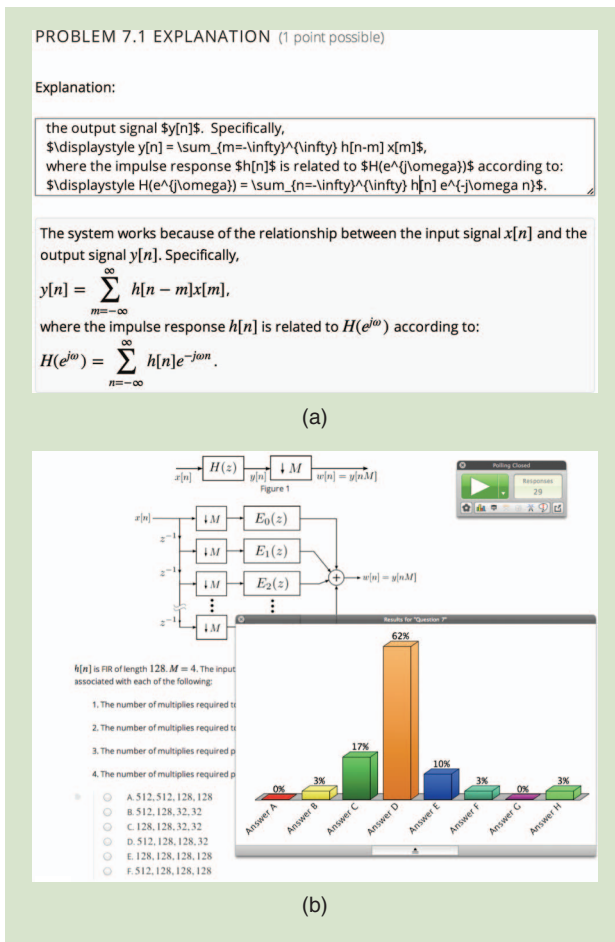 PROBLEM 7.1 EXPLANATION (1 point possible)
Explanation:
the output signal $y[n]$. Specifically,
$\displaystyle y[n] = \sum_{m=-\infty}^{\infty} h[n-m] x[m]$,
where the impulse response $h[n]$ is related to $H(e^{j\omega})$ according to:
$\displaystyle H(e^{j\omega}) = \sum_{n=-\infty}^{\infty} h[n] e^{-j\omega n}$.
The system works because of the relationship between the input signal x[n] and the
output signal y[n]. Specifically,
y[n] = ∞ ∑ m=−∞ h[n − m]x[m],
where the impulse response h[n] is related to H(e^{jω}) according to:
H(e^{jω}) = ∞ ∑ n=−∞ h[n]e^{−jωn}.
(a)
x[n] H(z) y[n] ↓M w[n] = y[nM]
Figure 1
x[n] ↓M E₀(z)
z⁻¹
↓M E₁(z)
z⁻¹
↓M E₂(z) + w[n] = y[nM]
z⁻¹
↓M
Polling Closed
Responses
29
h[n] is FIR of length 128. M = 4. The input
associated with each of the following:
1. The number of multiplies required
2. The number of multiplies required
3. The number of multiplies required p
4. The number of multiplies required p
A. 512, 512, 128, 128
B. 512, 128, 32, 32
C. 128, 128, 32, 32
D. 512, 128, 128, 32
E. 128, 128, 128, 128
F. 512, 128, 128, 128
Results for "Question 7"
0% 3% 17% 62% 10% 3% 0% 3%
Answer A Answer B Answer C Answer D Answer E Answer F Answer G Answer H
(b)